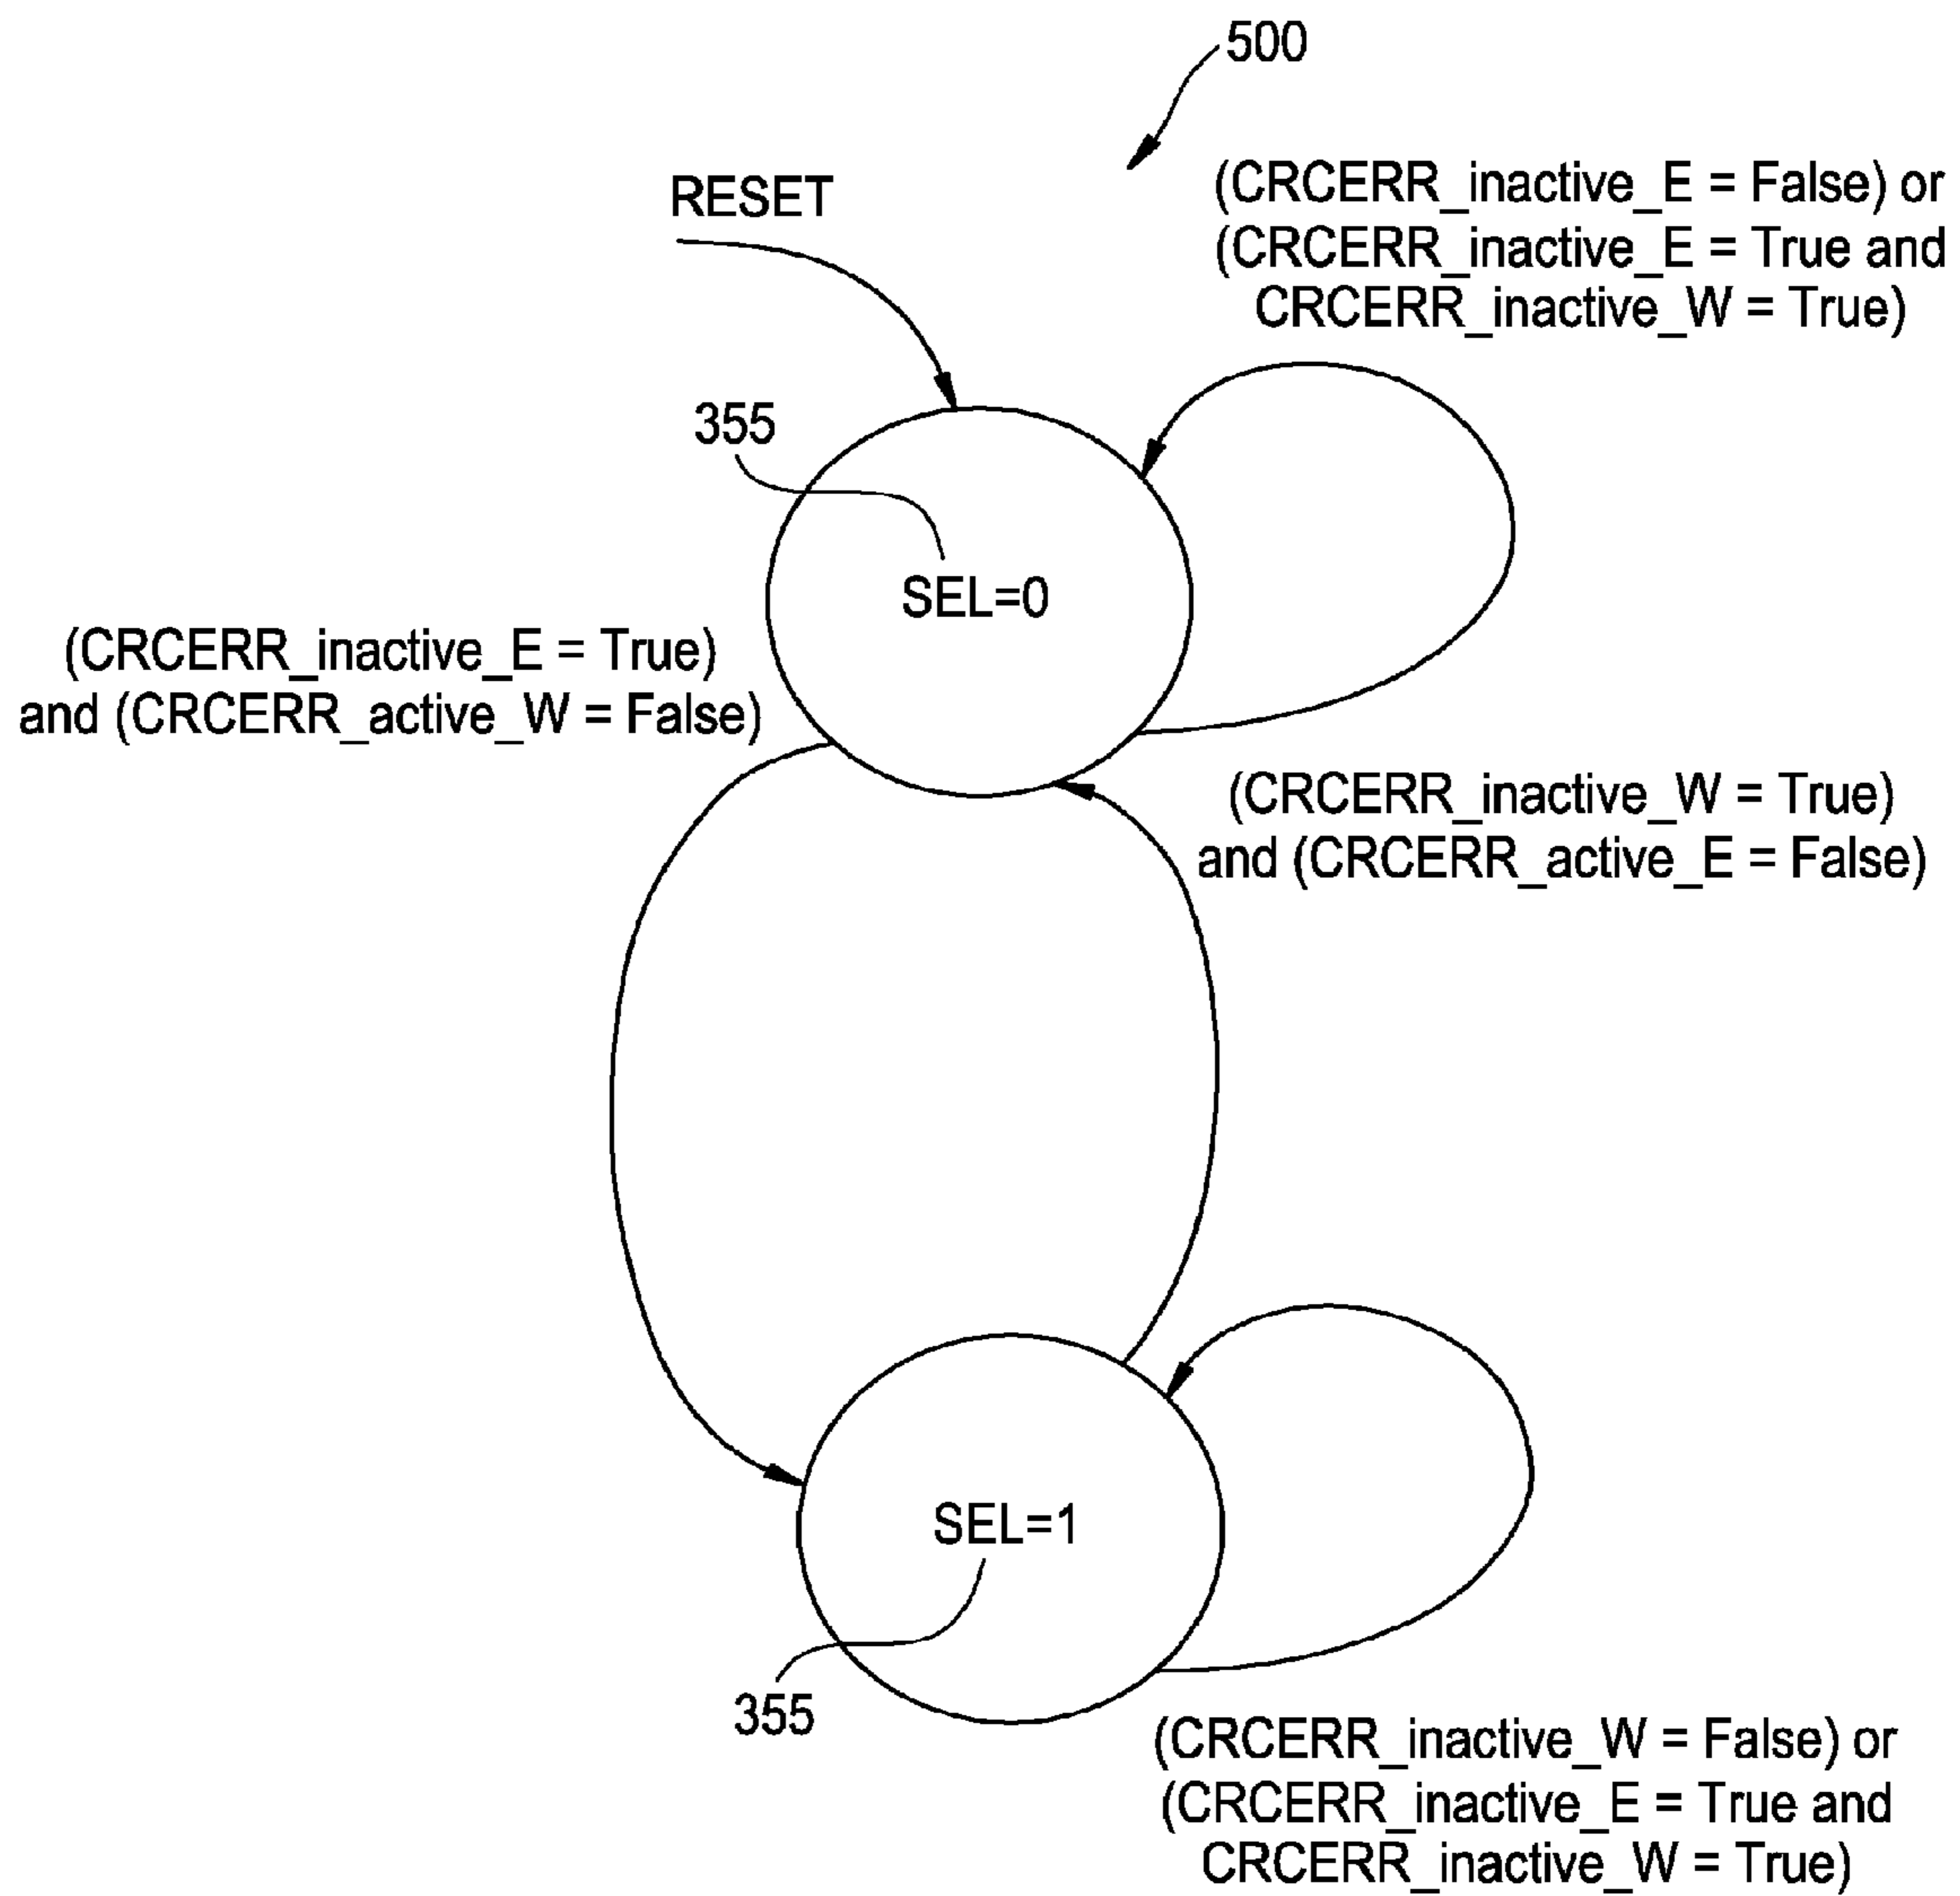 500
RESET
(CRCERR_inactive_E = False) or
(CRCERR_inactive_E = True and
CRCERR_inactive_W = True)
355
SEL=0
(CRCERR_inactive_E = True)
and (CRCERR_active_W = False)
(CRCERR_inactive_W = True)
and (CRCERR_active_E = False)
SEL=1
355
(CRCERR_inactive_W = False) or
(CRCERR_inactive_E = True and
CRCERR_inactive_W = True)